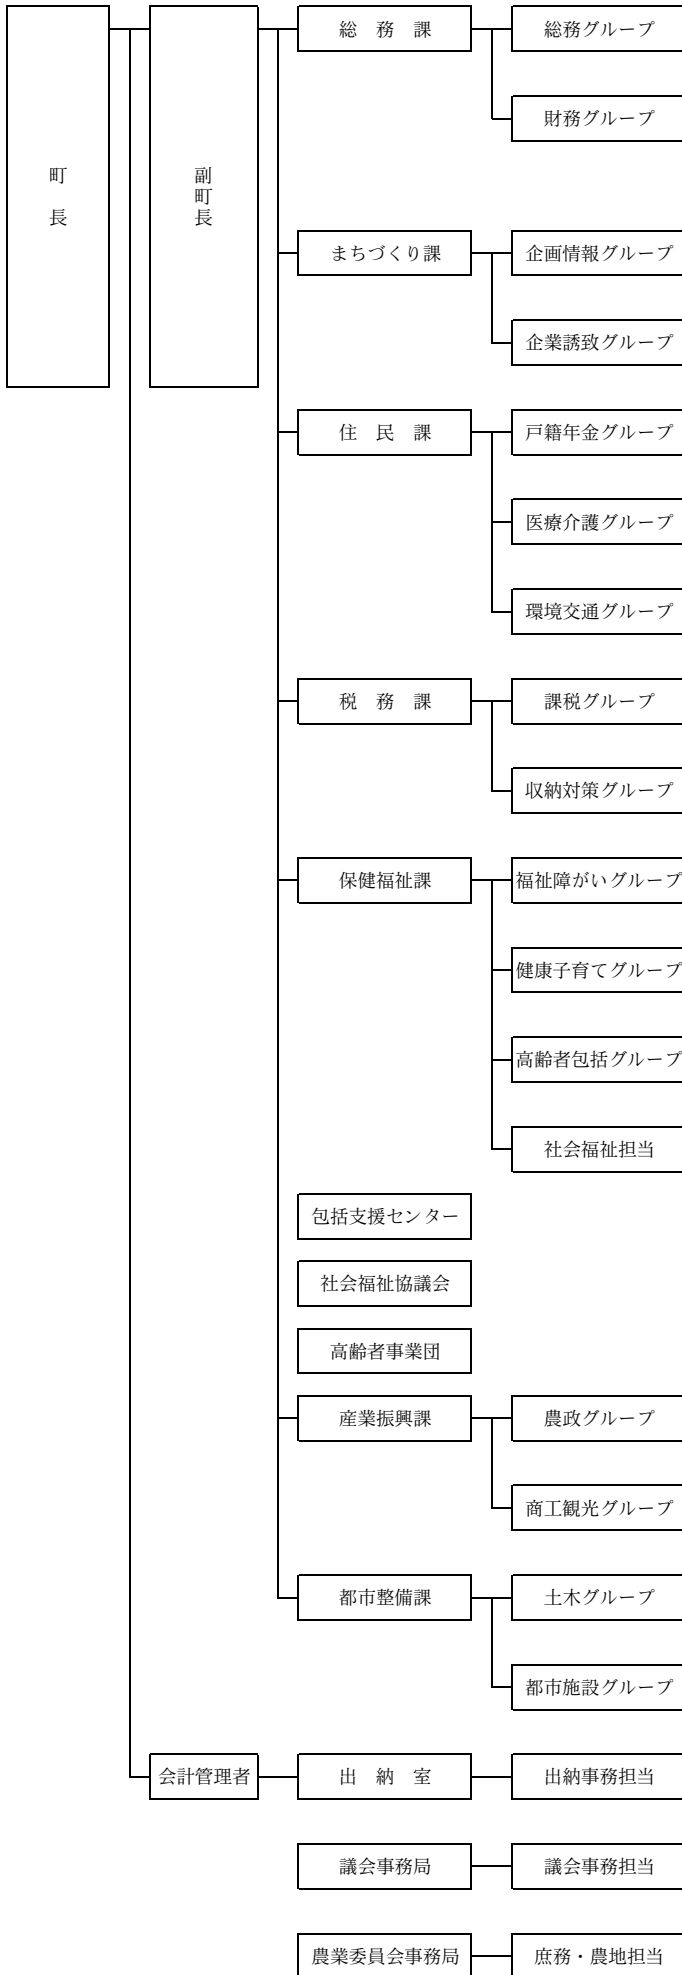 町長
副町長
総務課
総務グループ
財務グループ
まちづくり課
企画情報グループ
企業誘致グループ
住民課
戸籍年金グループ
医療介護グループ
環境交通グループ
税務課
課税グループ
収納対策グループ
保健福祉課
福祉障がいグループ
健康子育てグループ
高齢者包括グループ
社会福祉担当
包括支援センター
社会福祉協議会
高齢者事業団
産業振興課
農政グループ
商工観光グループ
都市整備課
土木グループ
都市施設グループ
会計管理者
出納室
出納事務担当
議会事務局
議会事務担当
農業委員会事務局
庶務・農地担当